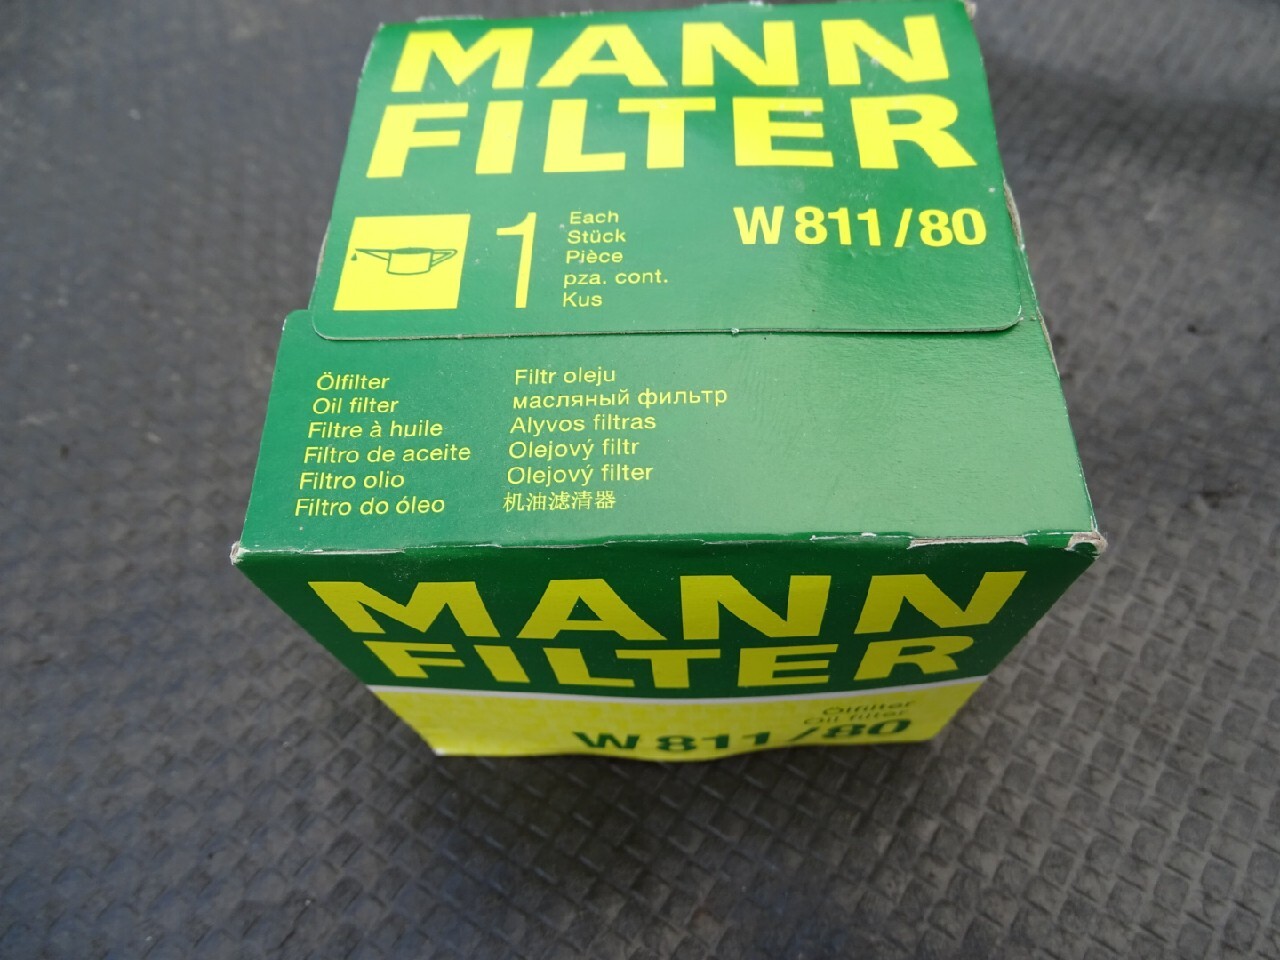 MANN
FILTER
1
Each
Stück
Pièce
pza. cont.
Kus
W 811/80
Ölfilter
Oil filter
Filtre à huile
Filtro de aceite
Filtro olio
Filtro do óleo
Filtr oleju
масляный фильтр
Alyvos filtras
Olejový filtr
Olejový filter
机油滤清器
MANN
FILTER
Ölfilter
Oil filter
W 811/80